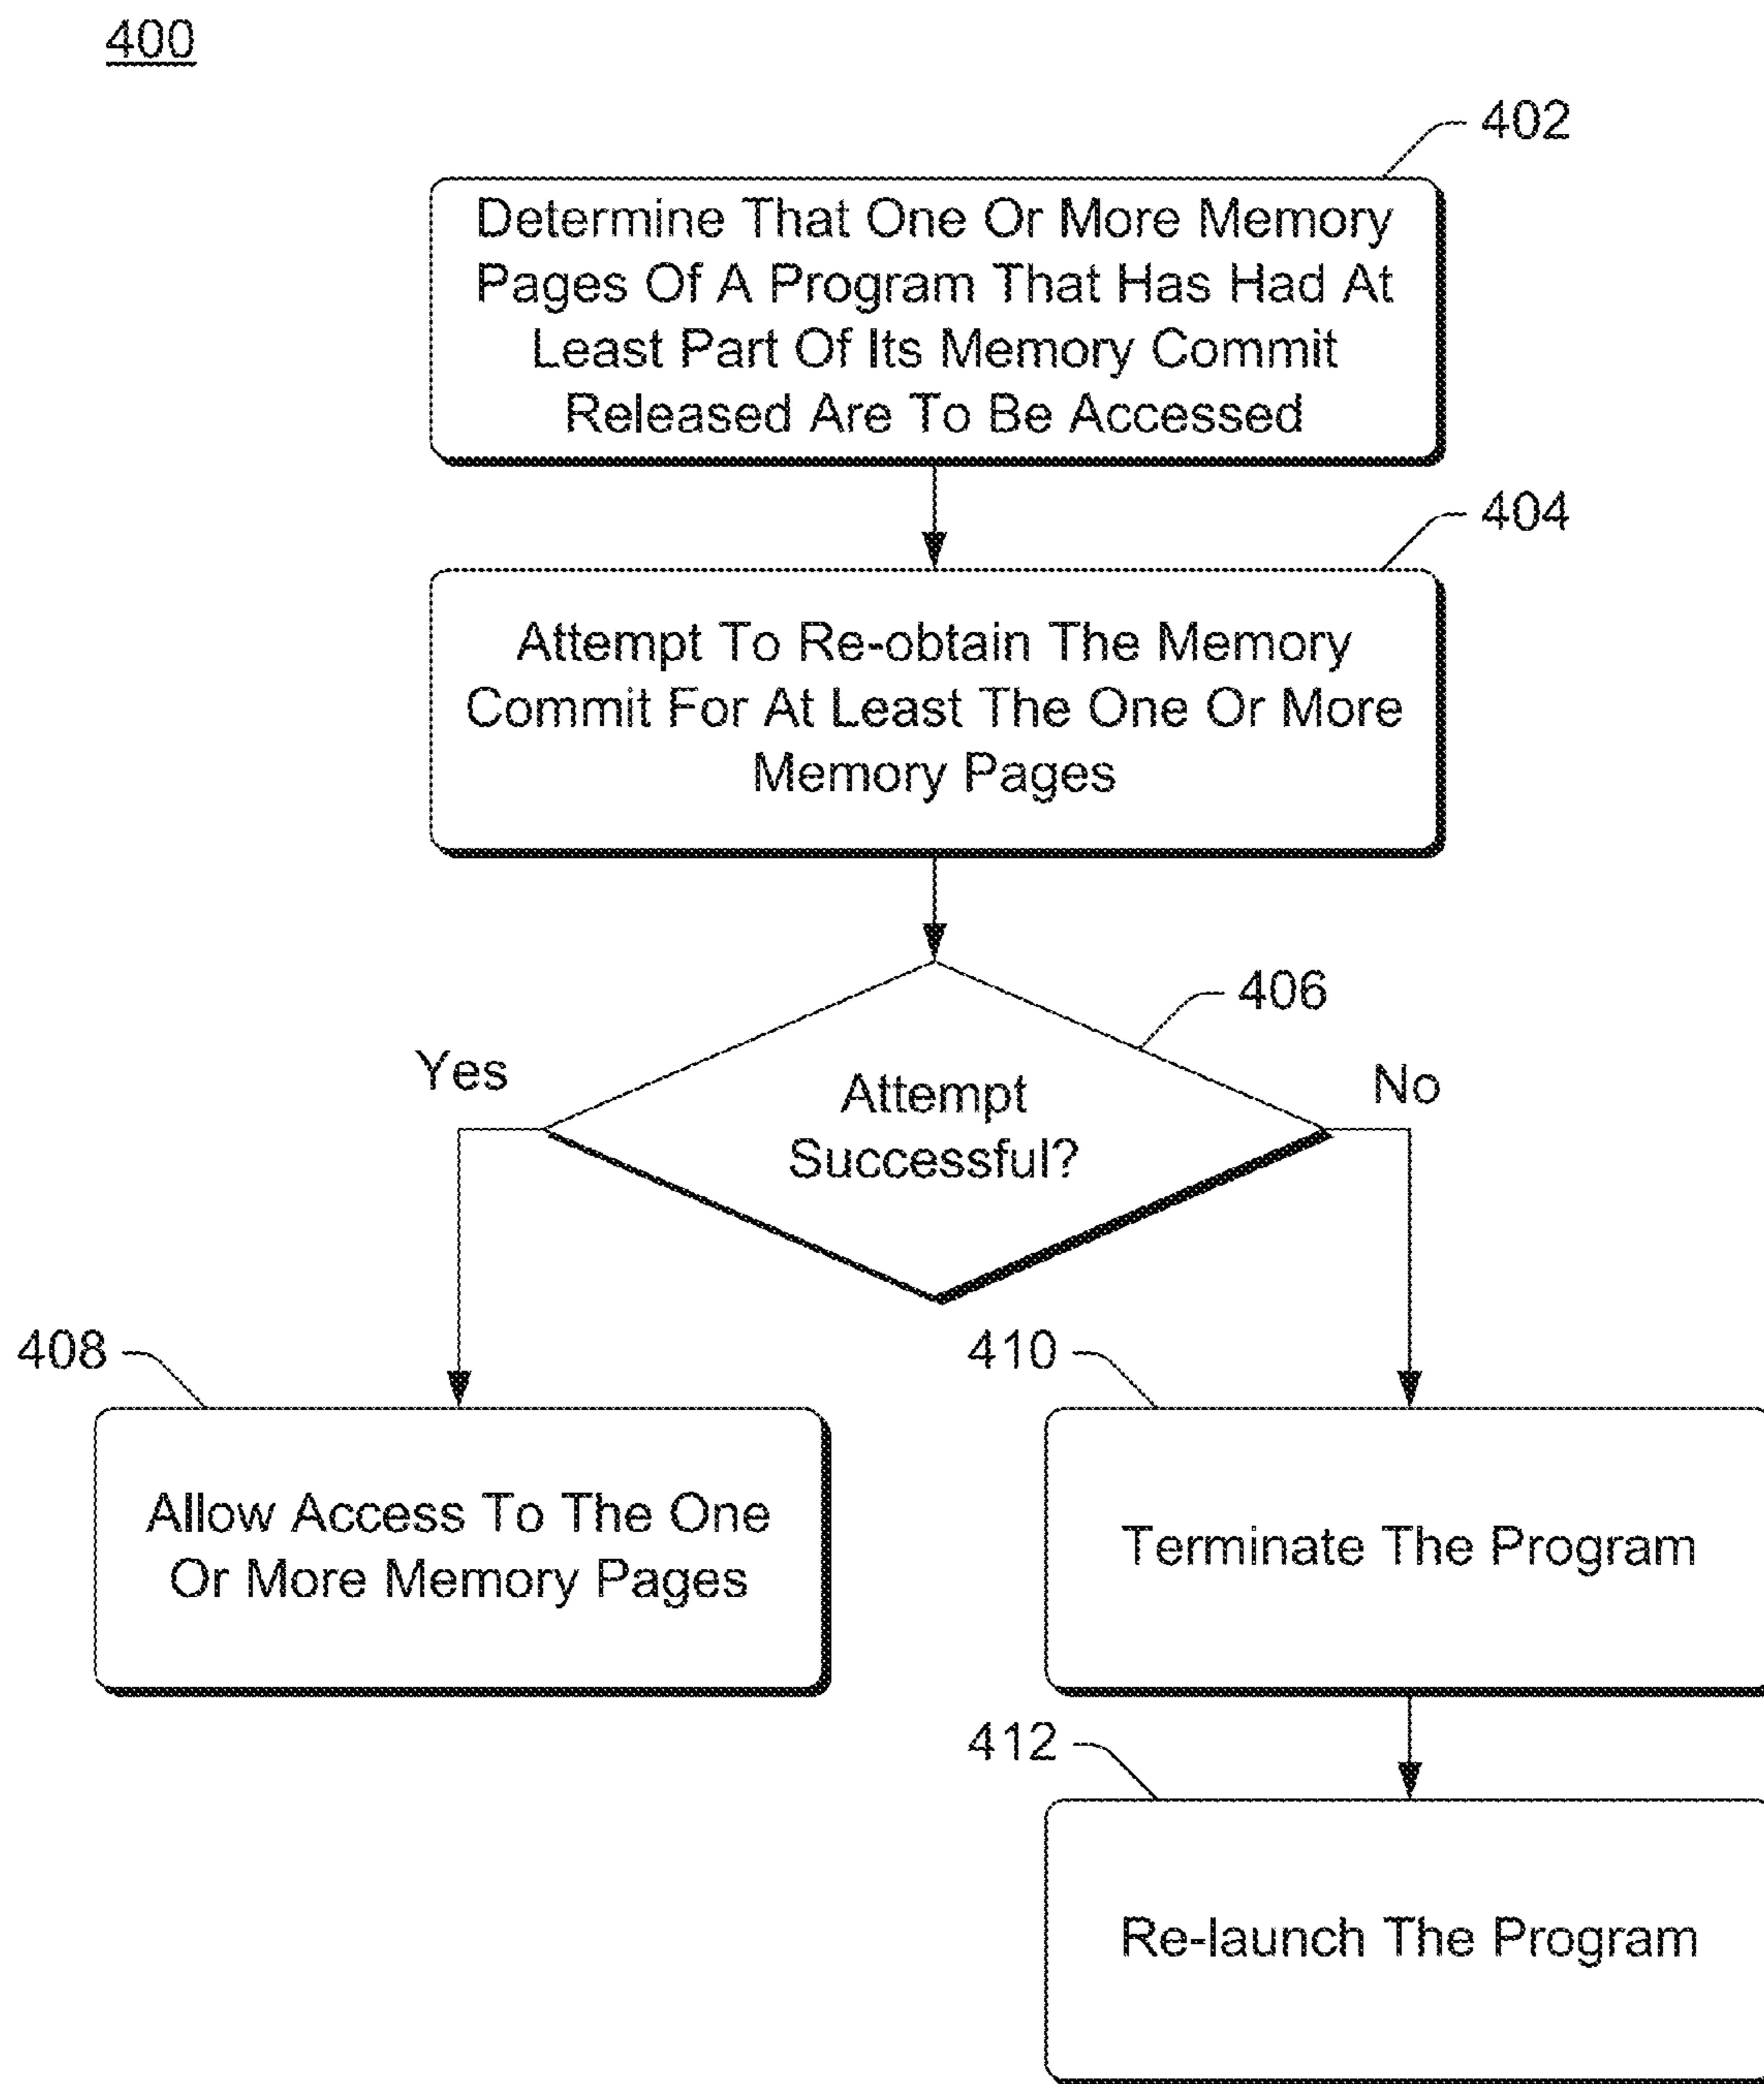 400
402
Determine That One Or More Memory
Pages Of A Program That Has Had At
Least Part Of Its Memory Commit
Released Are To Be Accessed
404
Attempt To Re-obtain The Memory
Commit For At Least The One Or More
Memory Pages
406
Yes
No
Attempt
Successful?
408
410
Allow Access To The One
Or More Memory Pages
Terminate The Program
412
Re-launch The Program